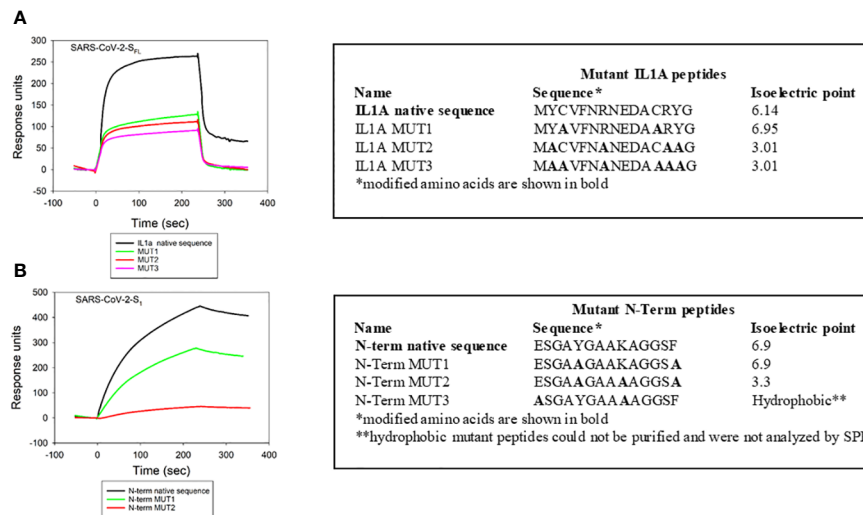 A
SARS-CoV-2-SFL
Response units
300
250
200
150
100
50
0
-50
-100 0 100 200 300 400
Time (sec)
IL1a native sequence
MUT1
MUT2
MUT3
Mutant IL1A peptides
Name Sequence* Isoelectric point
IL1A native sequence MYCVFNRNEDACRYG 6.14
IL1A MUT1 MYAVFNRNEDAARYG 6.95
IL1A MUT2 MACVFNANEDACAAG 3.01
IL1A MUT3 MAAVFNANEDAAAAG 3.01
*modified amino acids are shown in bold
B
SARS-CoV-2-S1
Response units
500
400
300
200
100
0
-100
-100 0 100 200 300 400
Time (sec)
N-term native sequence
N-term MUT1
N-term MUT2
Mutant N-Term peptides
Name Sequence* Isoelectric point
N-term native sequence ESGAYGAAKAGGSF 6.9
N-Term MUT1 ESGAAGAAKAGGSA 6.9
N-Term MUT2 ESGAAGAAAAGGSA 3.3
N-Term MUT3 ASGAYGAAAAGGSF Hydrophobic**
*modified amino acids are shown in bold
**hydrophobic mutant peptides could not be purified and were not analyzed by SPR